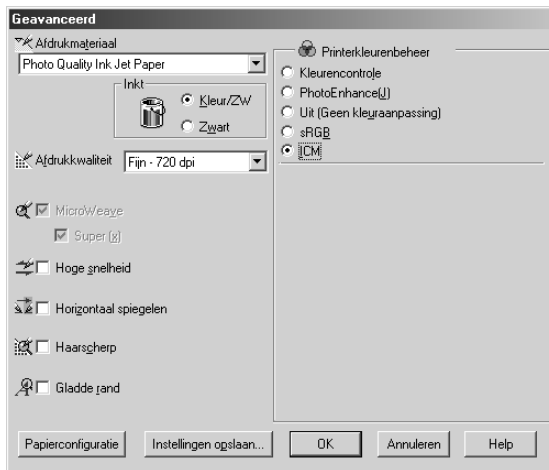 Geavanceerd
Afdrukmateriaal
Photo Quality Ink Jet Paper
Inkt
Kleur/ZW
Zwart
Afdrukkwaliteit
Fijn - 720 dpi
MicroWeave
Super (x)
Hoge snelheid
Horizontaal spiegelen
Haarscherp
Gladde rand
Printerkleurenbeheer
Kleurencontrole
PhotoEnhance(J)
Uit (Geen kleuraanpassing)
sRGB
ICM
Papierconfiguratie
Instellingen opslaan...
OK
Annuleren
Help